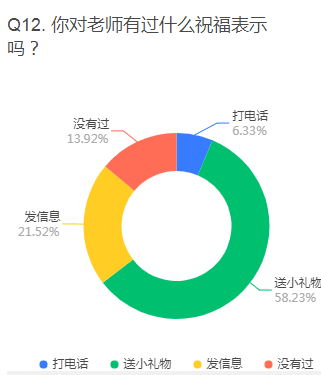 Q12. 你对老师有过什么祝福表示
吗？
打电话
6.33%
没有过
13.92%
发信息
21.52%
送小礼物
58.23%
打电话 送小礼物 发信息 没有过